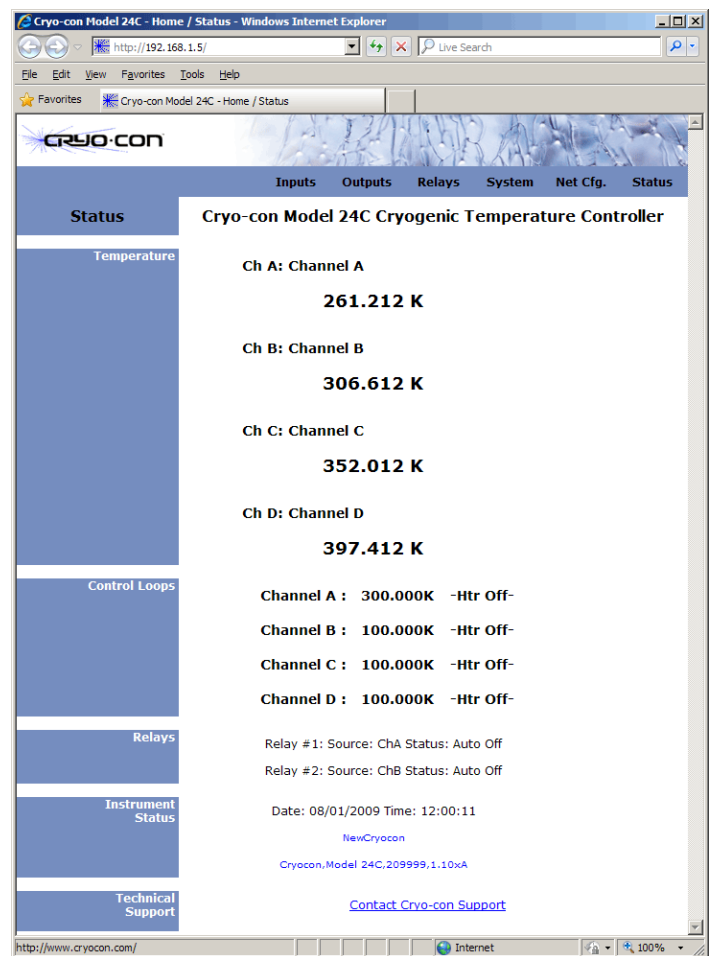 Cryo-con Model 24C - Home / Status - Windows Internet Explorer
http://192.168.1.5/
Live Search
File Edit View Favorites Tools Help
Favorites
Cryo-con Model 24C - Home / Status
CRYO·CON
Inputs Outputs Relays System Net Cfg. Status
Status
Cryo-con Model 24C Cryogenic Temperature Controller
Temperature
Ch A: Channel A
261.212 K
Ch B: Channel B
306.612 K
Ch C: Channel C
352.012 K
Ch D: Channel D
397.412 K
Control Loops
Channel A : 300.000K -Htr Off-
Channel B : 100.000K -Htr Off-
Channel C : 100.000K -Htr Off-
Channel D : 100.000K -Htr Off-
Relays
Relay #1: Source: ChA Status: Auto Off
Relay #2: Source: ChB Status: Auto Off
Instrument
Status
Date: 08/01/2009 Time: 12:00:11
NewCryocon
Cryocon,Model 24C,209999,1.10xA
Technical
Support
Contact Cryo-con Support
http://www.cryocon.com/
Internet
100%